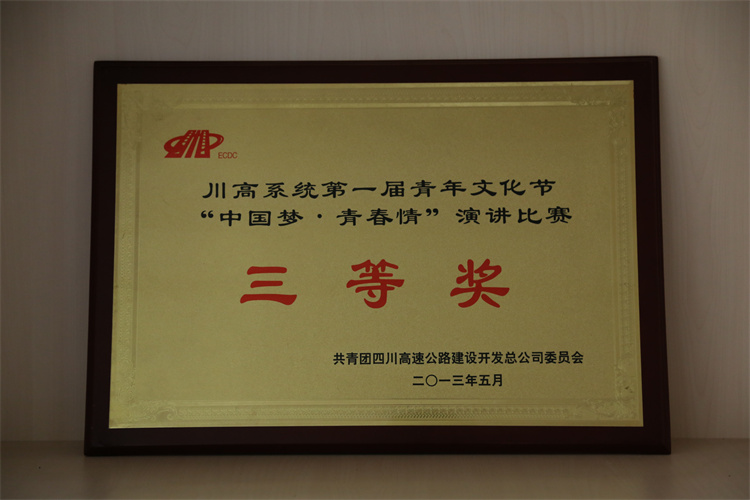 ECDC
川高系统第一届青年文化节
“中国梦·青春情”演讲比赛
三等奖
共青团四川高速公路建设开发总公司委员会
二〇一三年五月